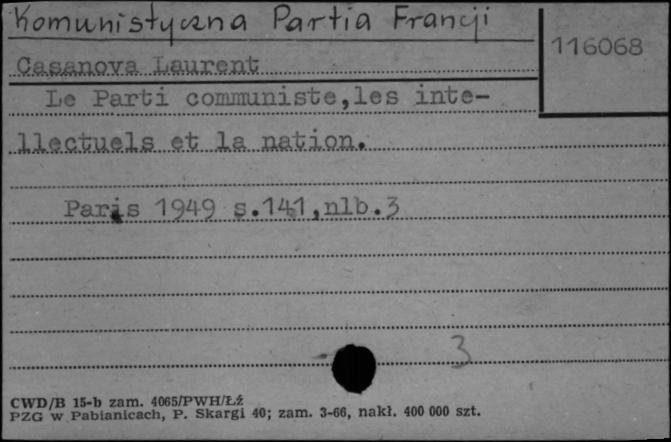 Komunistyczna Partia Francji
116068
Casanova Laurent
Le Parti communiste,les inte-
llectuels et la nation.
Paris 1949 s.141,nlb.3
3
CWD/B 15-b zam. 4065/PWH/Łź
PZG w Pabianicach, P. Skargi 40; zam. 3-66, nakł. 400 000 szt.